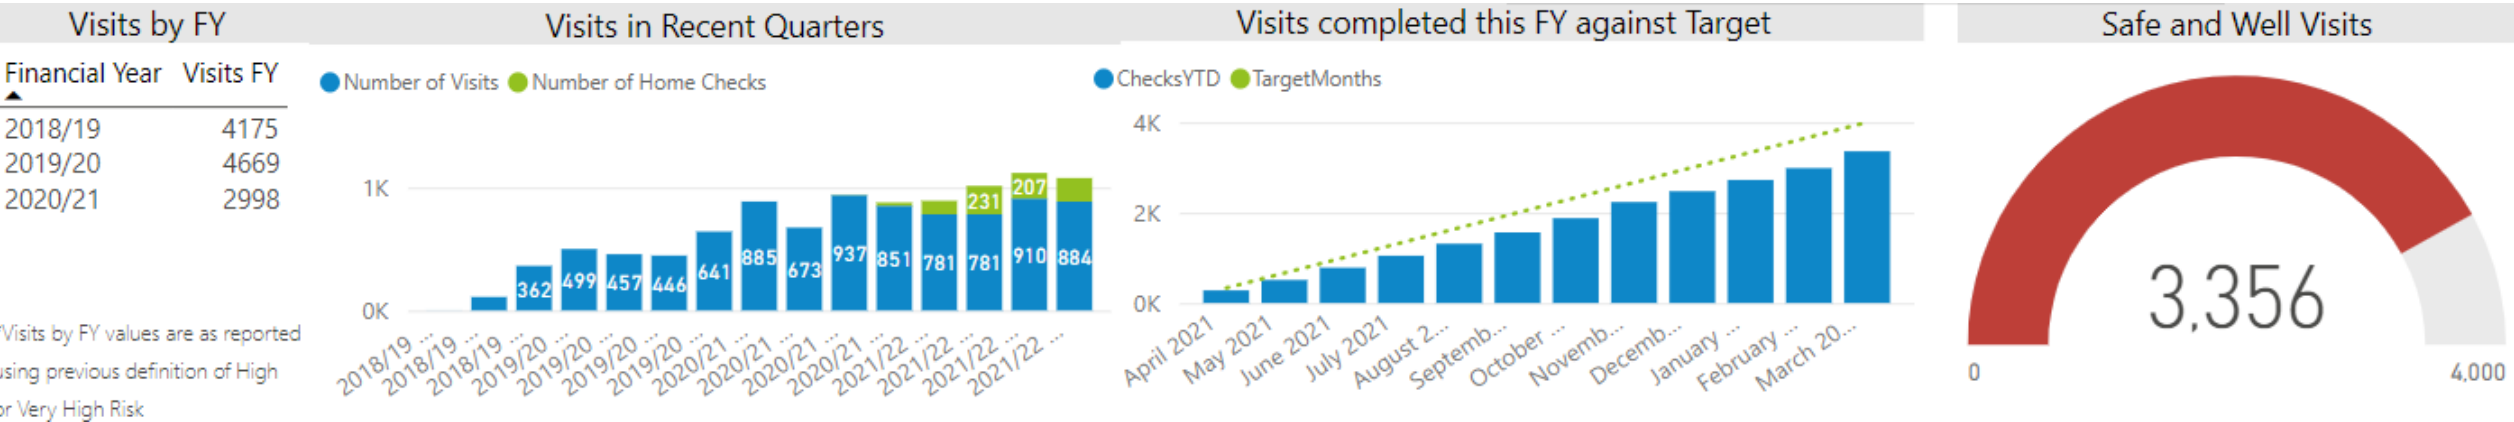 Visits by FY
Financial Year Visits FY
2018/19 4175
2019/20 4669
2020/21 2998
*Visits by FY values are as reported
using previous definition of High
or Very High Risk
Visits in Recent Quarters
Number of Visits Number of Home Checks
1K
0K
362 499 457 446 641 885 673 937 851 781 781 910 884
231 207
2018/19 ...
2018/19 ...
2018/19 ...
2019/20 ...
2019/20 ...
2019/20 ...
2019/20 ...
2020/21 ...
2020/21 ...
2020/21 ...
2020/21 ...
2021/22 ...
2021/22 ...
2021/22 ...
2021/22 ...
Visits completed this FY against Target
ChecksYTD TargetMonths
4K
2K
0K
April 2021
May 2021
June 2021
July 2021
August 2...
Septemb...
October ...
Novemb...
Decemb...
January ...
February ...
March 20...
Safe and Well Visits
3,356
0 4,000